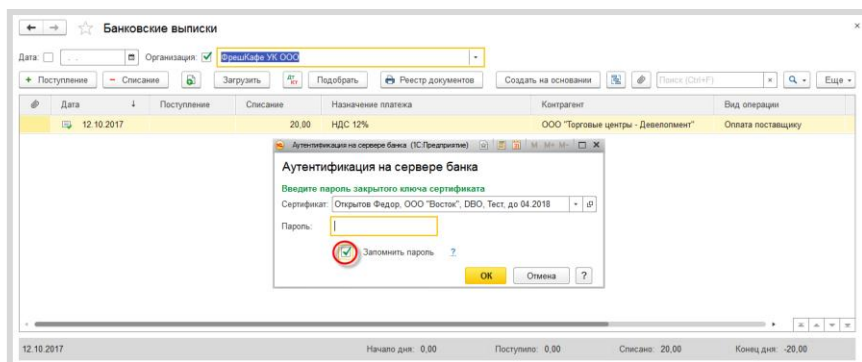 Банковские выписки
Дата: . . Организация: ФрешКафе УК ООО
+ Поступление - Списание Загрузить Дт Кт Подобрать Реестр документов Создать на основании Поиск (Ctrl+F) × Еще
Дата ↓ Поступление Списание Назначение платежа Контрагент Вид операции
12.10.2017 20,00 НДС 12% ООО "Торговые центры - Девелопмент" Оплата поставщику
Аутентификация на сервере банка (1С:Предприятие) M M+ M-
Аутентификация на сервере банка
Введите пароль закрытого ключа сертификата
Сертификат: Открытов Федор, ООО "Восток", DBO, Тест, до 04.2018
Пароль:
Запомнить пароль ?
ОК Отмена ?
12.10.2017 Начало дня: 0,00 Поступило: 0,00 Списано: 20,00 Конец дня: -20,00